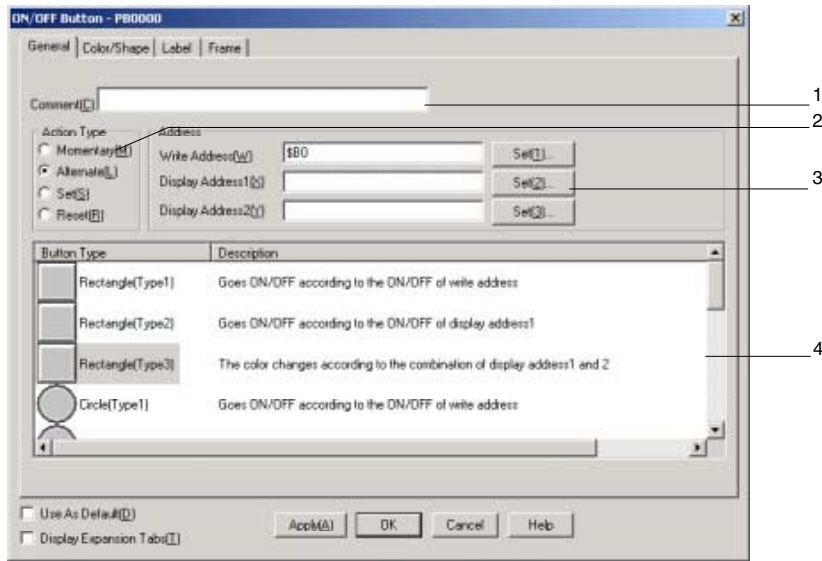 ON/OFF Button - PB0000
General Color/Shape Label Frame
1
Comment(C)
2
Action Type
Address
Momentary(M)
Write Address(W) $B0 Set(1)...
Alternate(L)
3
Display Address1(X) Set(2)...
Set(S)
Display Address2(Y) Set(3)...
Reset(R)
Button Type Description
Rectangle(Type1) Goes ON/OFF according to the ON/OFF of write address
Rectangle(Type2) Goes ON/OFF according to the ON/OFF of display address1
4
Rectangle(Type3) The color changes according to the combination of display address1 and 2
Circle(Type1) Goes ON/OFF according to the ON/OFF of write address
Use As Default(D)
Apply(A) OK Cancel Help
Display Expansion Tabs(T)